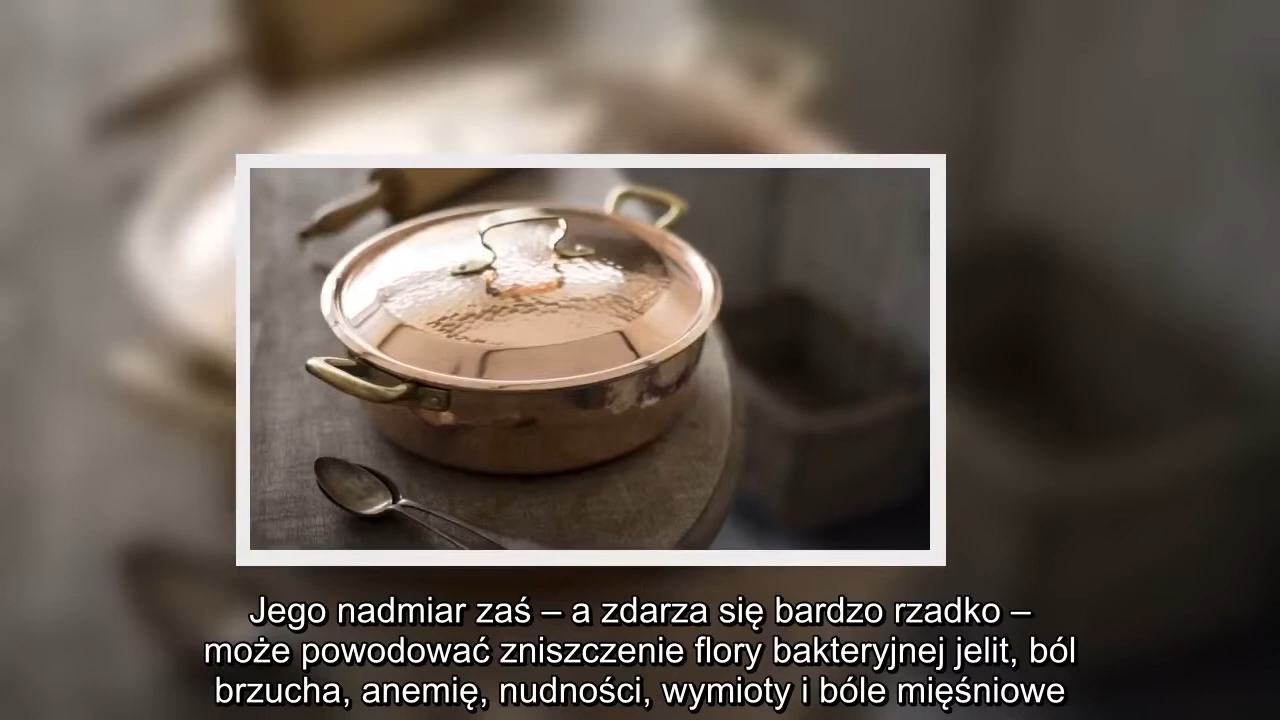 Jego nadmiar zaś – a zdarza się bardzo rzadko –
może powodować zniszczenie flory bakteryjnej jelit, ból
brzucha, anemię, nudności, wymioty i bóle mięśniowe